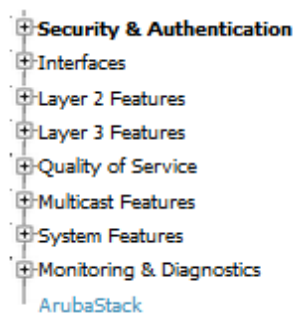 Security & Authentication
Interfaces
Layer 2 Features
Layer 3 Features
Quality of Service
Multicast Features
System Features
Monitoring & Diagnostics
ArubaStack